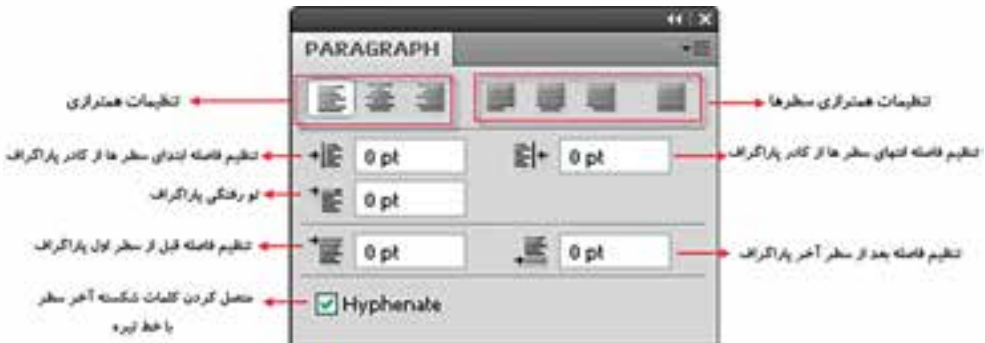 PARAGRAPH
تنظیمات همترازی
تنظیمات همترازی سطرها
تنظیم فاصله ابتدای سطر ها از کادر پاراگراف
0 pt
0 pt
تنظیم فاصله انتهای سطر ها از کادر پاراگراف
تو رفتگی پاراگراف
0 pt
تنظیم فاصله قبل از سطر اول پاراگراف
0 pt
0 pt
تنظیم فاصله بعد از سطر آخر پاراگراف
متصل کردن کلمات شکسته آخر سطر
با خط تیره
Hyphenate